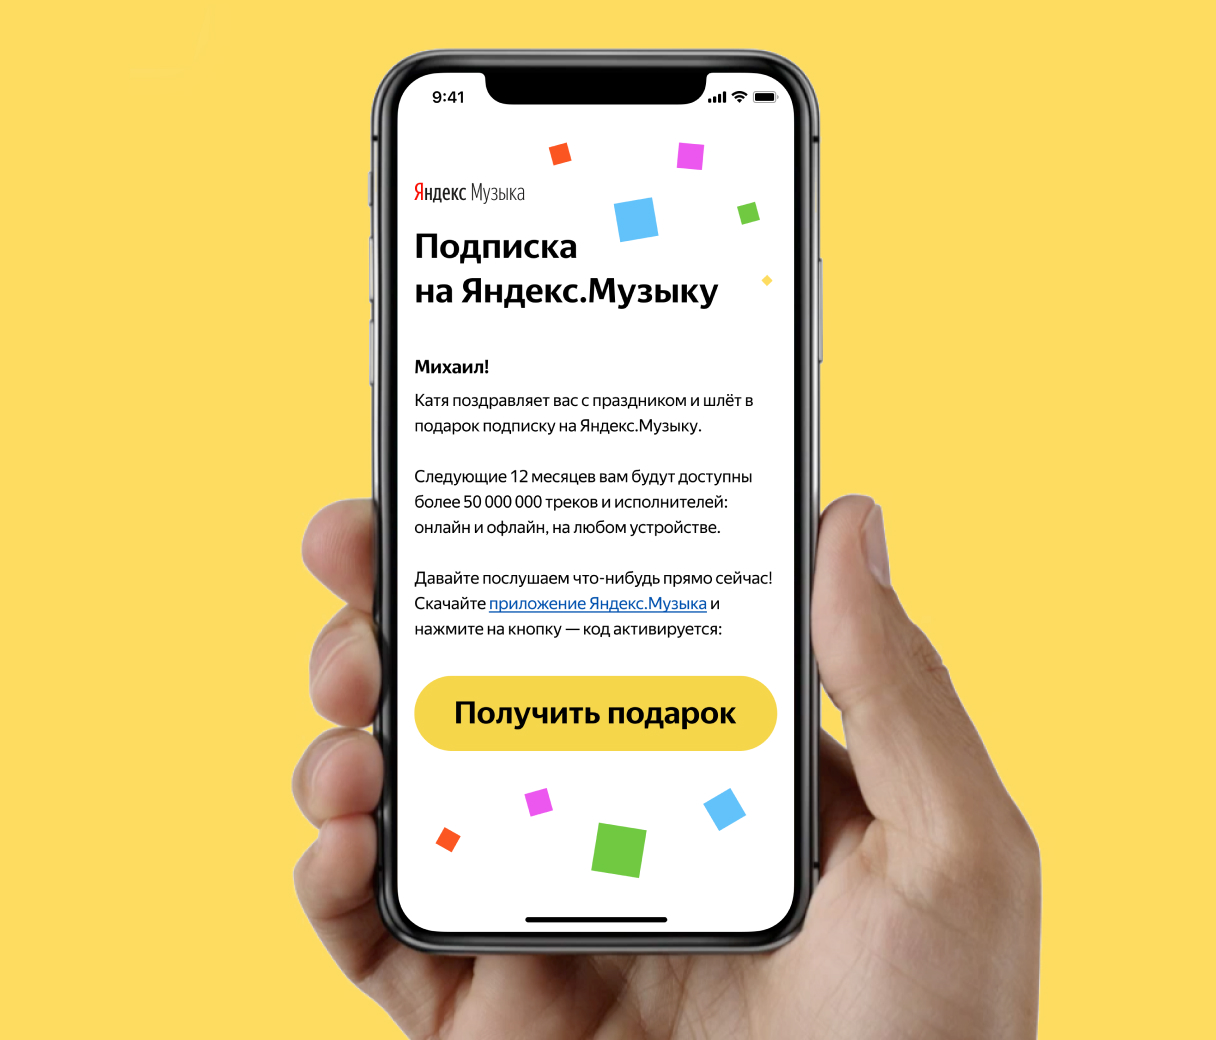 9:41
Яндекс Музыка
Подписка
на Яндекс.Музыку
Михаил!
Катя поздравляет вас с праздником и шлёт в
подарок подписку на Яндекс.Музыку.
Следующие 12 месяцев вам будут доступны
более 50 000 000 треков и исполнителей:
онлайн и офлайн, на любом устройстве.
Давайте послушаем что-нибудь прямо сейчас!
Скачайте приложение Яндекс.Музыка и
нажмите на кнопку — код активируется:
Получить подарок